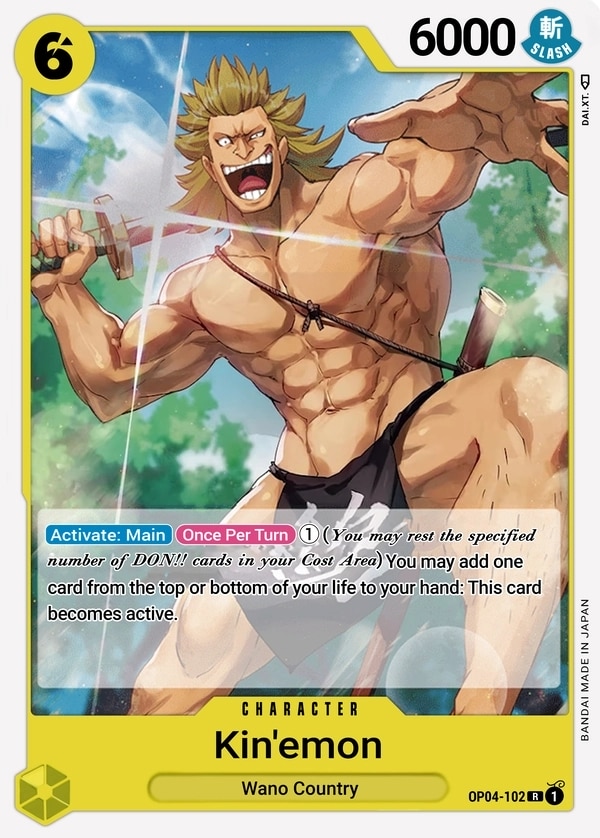 6
6000
斬
SLASH
DAI.XT.
Activate: Main Once Per Turn ① (You may rest the specified
number of DON!! cards in your Cost Area) You may add one
card from the top or bottom of your life to your hand: This card
becomes active.
BANDAI MADE IN JAPAN
CHARACTER
Kin'emon
Wano Country
OP04-102 R 1